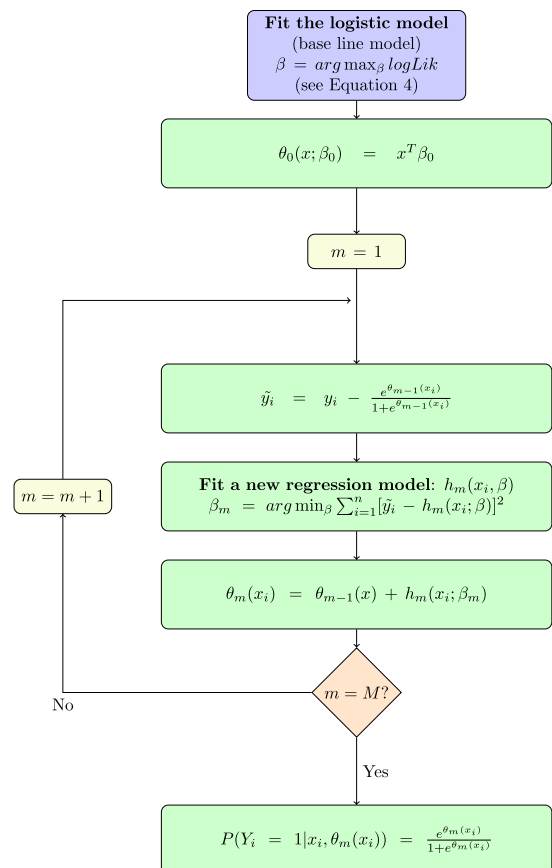 Fit the logistic model
(base line model)
β = arg max_β logLik
(see Equation 4)
θ_0(x; β_0) = x^T β_0
m = 1
ỹ_i = y_i − e^{θ_{m−1}(x_i)} / 1+e^{θ_{m−1}(x_i)}
Fit a new regression model: h_m(x_i, β)
β_m = arg min_β ∑_{i=1}^n [ỹ_i − h_m(x_i; β)]^2
m = m + 1
θ_m(x_i) = θ_{m−1}(x) + h_m(x_i; β_m)
m = M?
No
Yes
P(Y_i = 1|x_i, θ_m(x_i)) = e^{θ_m(x_i)} / 1+e^{θ_m(x_i)}